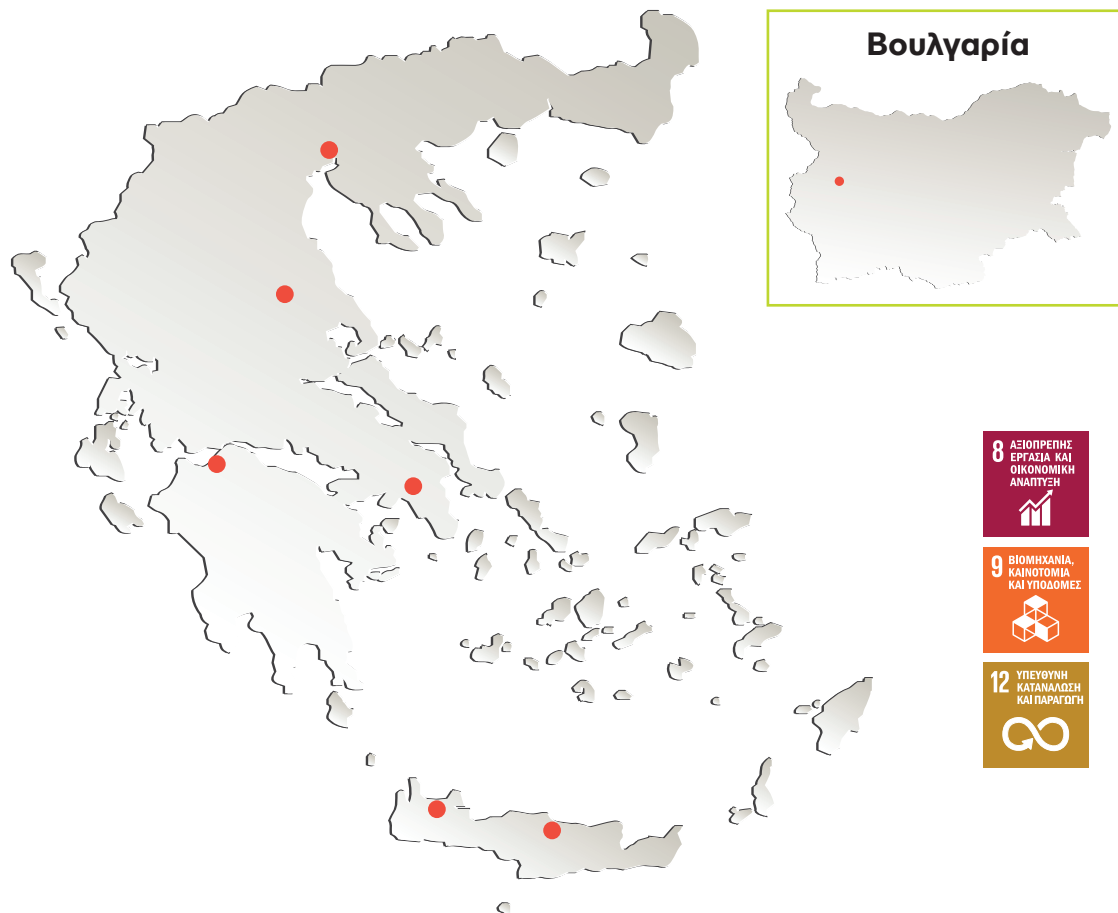 Βουλγαρία
8 ΑΞΙΟΠΡΕΠΗΣ
ΕΡΓΑΣΙΑ ΚΑΙ
ΟΙΚΟΝΟΜΙΚΗ
ΑΝΑΠΤΥΞΗ
9 ΒΙΟΜΗΧΑΝΙΑ,
ΚΑΙΝΟΤΟΜΙΑ
ΚΑΙ ΥΠΟΔΟΜΕΣ
12 ΥΠΕΥΘΥΝΗ
ΚΑΤΑΝΑΛΩΣΗ
ΚΑΙ ΠΑΡΑΓΩΓΗ